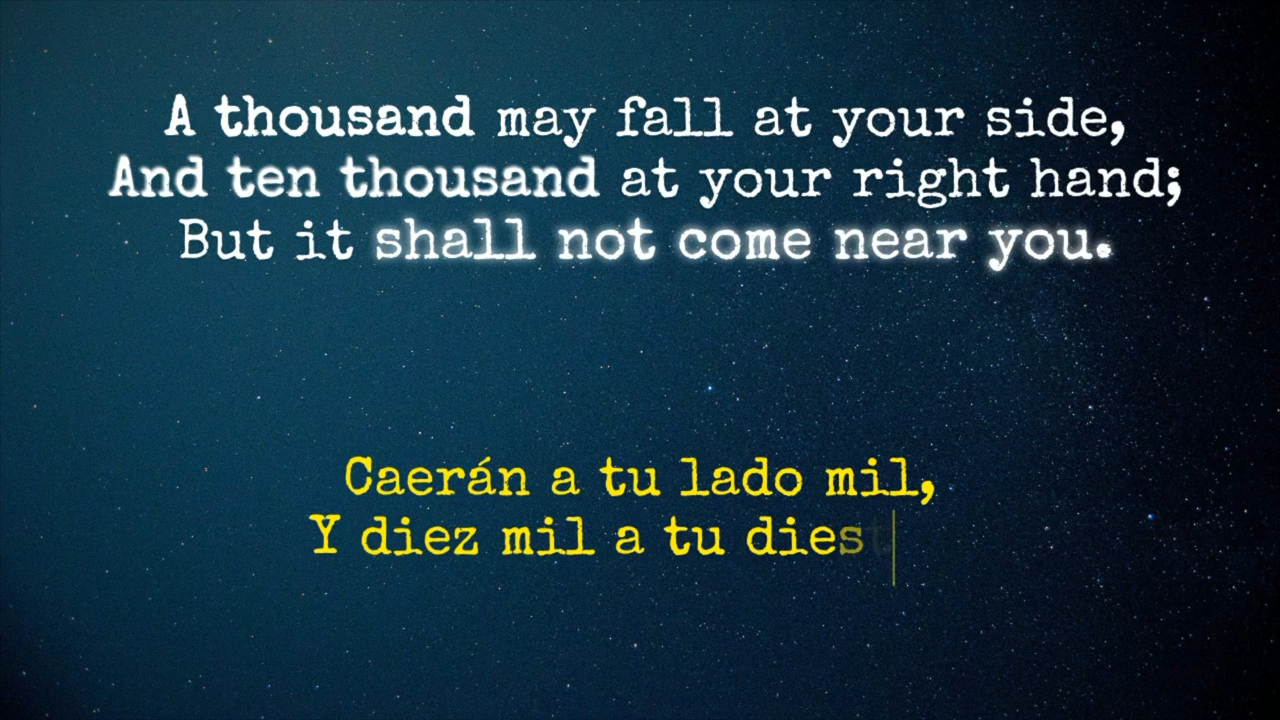 A thousand may fall at your side,
And ten thousand at your right hand;
But it shall not come near you.
Caerán a tu lado mil,
Y diez mil a tu diest